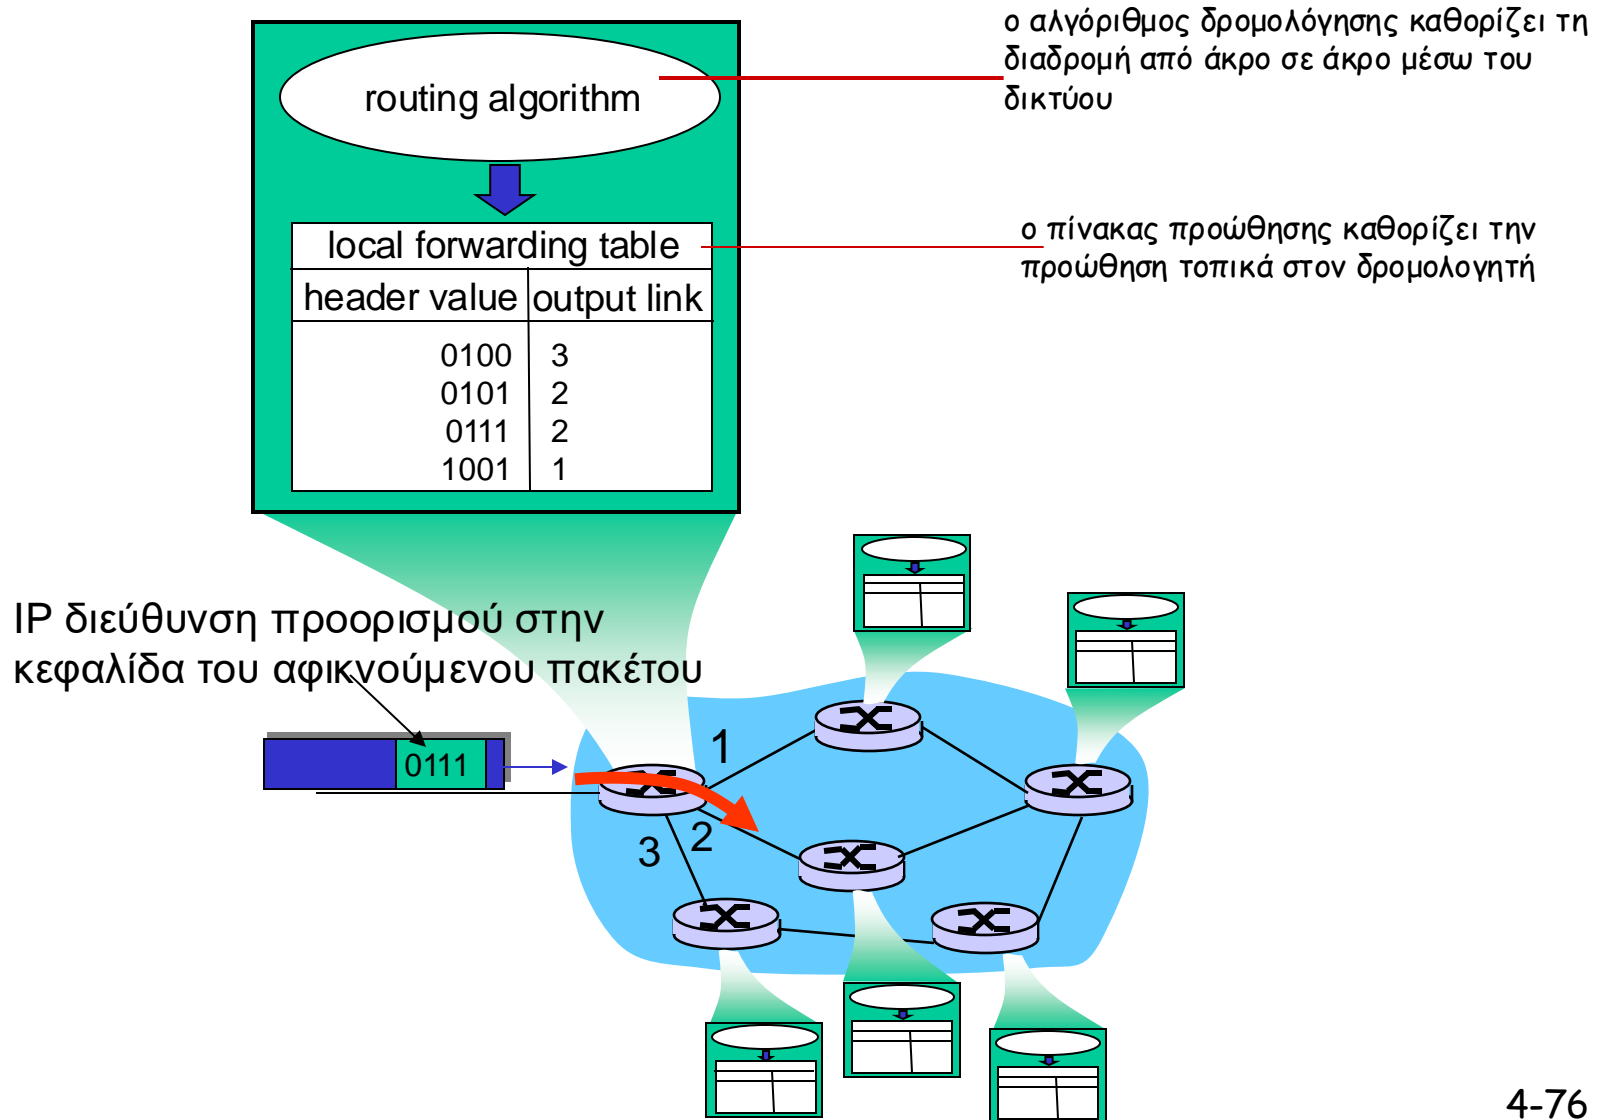 ο αλγόριθμος δρομολόγησης καθορίζει τη
διαδρομή από άκρο σε άκρο μέσω του
δικτύου
routing algorithm
ο πίνακας προώθησης καθορίζει την
προώθηση τοπικά στον δρομολογητή
local forwarding table
header value output link
0100 3
0101 2
0111 2
1001 1
IP διεύθυνση προορισμού στην
κεφαλίδα του αφικνούμενου πακέτου
0111
1
2
3
4-76